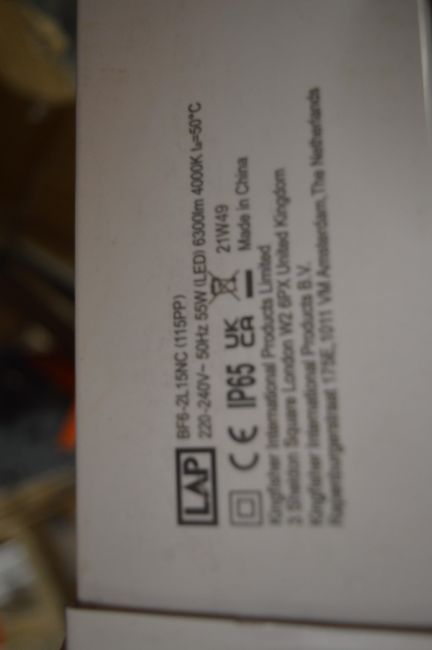 LAP
BF6-2L15NC (115PP)
220-240V~ 50Hz 55W (LED) 6300lm 4000K ta=50°C
CE IP65 UK CA 21W49
Made in China
Kingfisher International Products Limited
3 Sheldon Square London W2 6PX United Kingdom
Kingfisher International Products B.V.
Rapenburgerstraat 175E, 1011 VM Amsterdam, The Netherlands